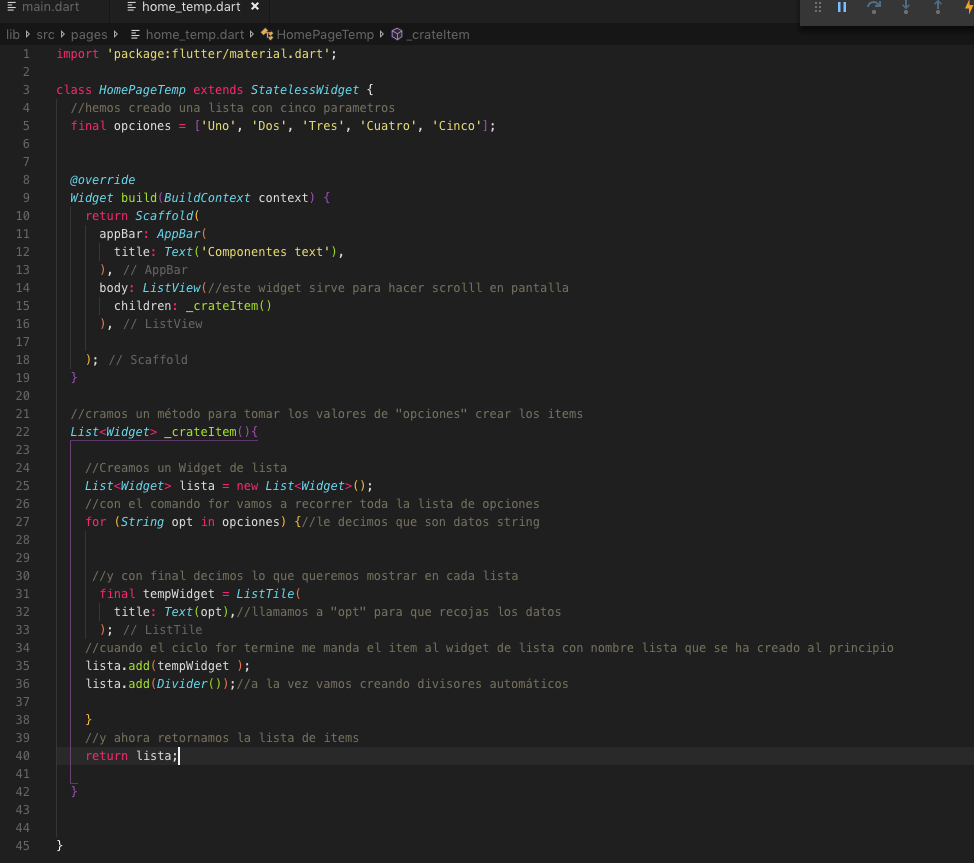 main.dart
home_temp.dart ×
lib src pages home_temp.dart HomePageTemp _crateItem
1 import 'package:flutter/material.dart';
2
3 class HomePageTemp extends StatelessWidget {
4 //hemos creado una lista con cinco parametros
5 final opciones = ['Uno', 'Dos', 'Tres', 'Cuatro', 'Cinco'];
6
7
8 @override
9 Widget build(BuildContext context) {
10 return Scaffold(
11 appBar: AppBar(
12 title: Text('Componentes text'),
13 ), // AppBar
14 body: ListView(//este widget sirve para hacer scrolll en pantalla
15 children: _crateItem()
16 ), // ListView
17
18 ); // Scaffold
19 }
20
21 //cramos un método para tomar los valores de "opciones" crear los items
22 List<Widget> _crateItem(){
23
24 //Creamos un Widget de lista
25 List<Widget> lista = new List<Widget>();
26 //con el comando for vamos a recorrer toda la lista de opciones
27 for (String opt in opciones) {//le decimos que son datos string
28
29
30 //y con final decimos lo que queremos mostrar en cada lista
31 final tempWidget = ListTile(
32 title: Text(opt),//llamamos a "opt" para que recojas los datos
33 ); // ListTile
34 //cuando el ciclo for termine me manda el item al widget de lista con nombre lista que se ha creado al principio
35 lista.add(tempWidget );
36 lista.add(Divider());//a la vez vamos creando divisores automáticos
37
38 }
39 //y ahora retornamos la lista de items
40 return lista;
41
42 }
43
44
45 }